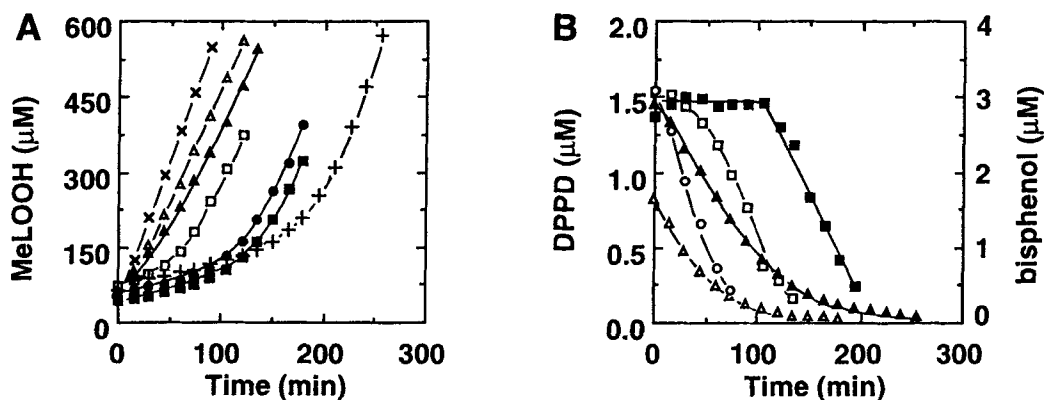 A
MeLOOH (μM)
600
450
300
150
0
0 100 200 300
Time (min)
B
DPPD (μM)
2.0
1.5
1.0
0.5
0.0
0 100 200 300
Time (min)
4
3
2
1
0
bisphenol (μM)